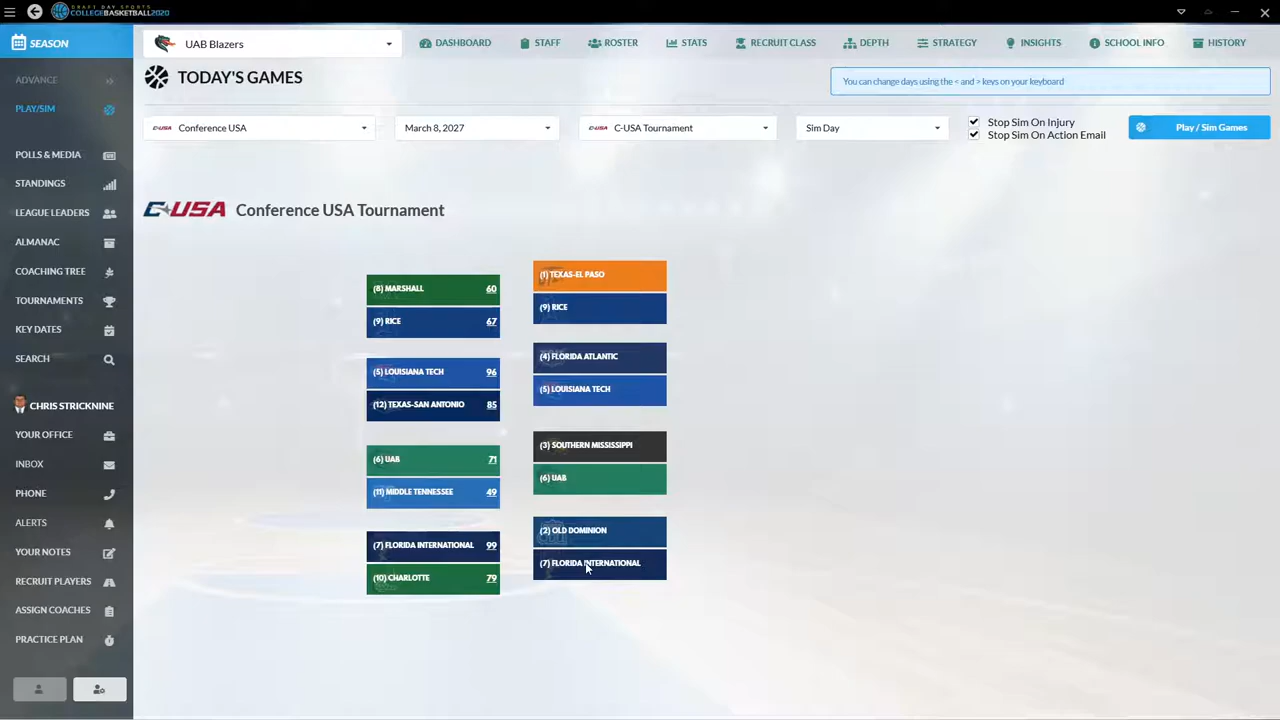 DRAFT DAY SPORTS
COLLEGE BASKETBALL 2020
SEASON
UAB Blazers
DASHBOARD
STAFF
ROSTER
STATS
RECRUIT CLASS
DEPTH
STRATEGY
INSIGHTS
SCHOOL INFO
HISTORY
ADVANCE
PLAY/SIM
POLLS & MEDIA
STANDINGS
LEAGUE LEADERS
ALMANAC
COACHING TREE
TOURNAMENTS
KEY DATES
SEARCH
CHRIS STRICKNINE
YOUR OFFICE
INBOX
PHONE
ALERTS
YOUR NOTES
RECRUIT PLAYERS
ASSIGN COACHES
PRACTICE PLAN
TODAY'S GAMES
You can change days using the < and > keys on your keyboard
C-USA Conference USA
March 8, 2027
C-USA C-USA Tournament
Sim Day
Stop Sim On Injury
Stop Sim On Action Email
Play / Sim Games
C-USA Conference USA Tournament
(8) MARSHALL 60
(9) RICE 67
(5) LOUISIANA TECH 96
(12) TEXAS-SAN ANTONIO 85
(6) UAB 71
(11) MIDDLE TENNESSEE 49
(7) FLORIDA INTERNATIONAL 99
(10) CHARLOTTE 79
(1) TEXAS-EL PASO
(9) RICE
(4) FLORIDA ATLANTIC
(5) LOUISIANA TECH
(3) SOUTHERN MISSISSIPPI
(6) UAB
(2) OLD DOMINION
(7) FLORIDA INTERNATIONAL